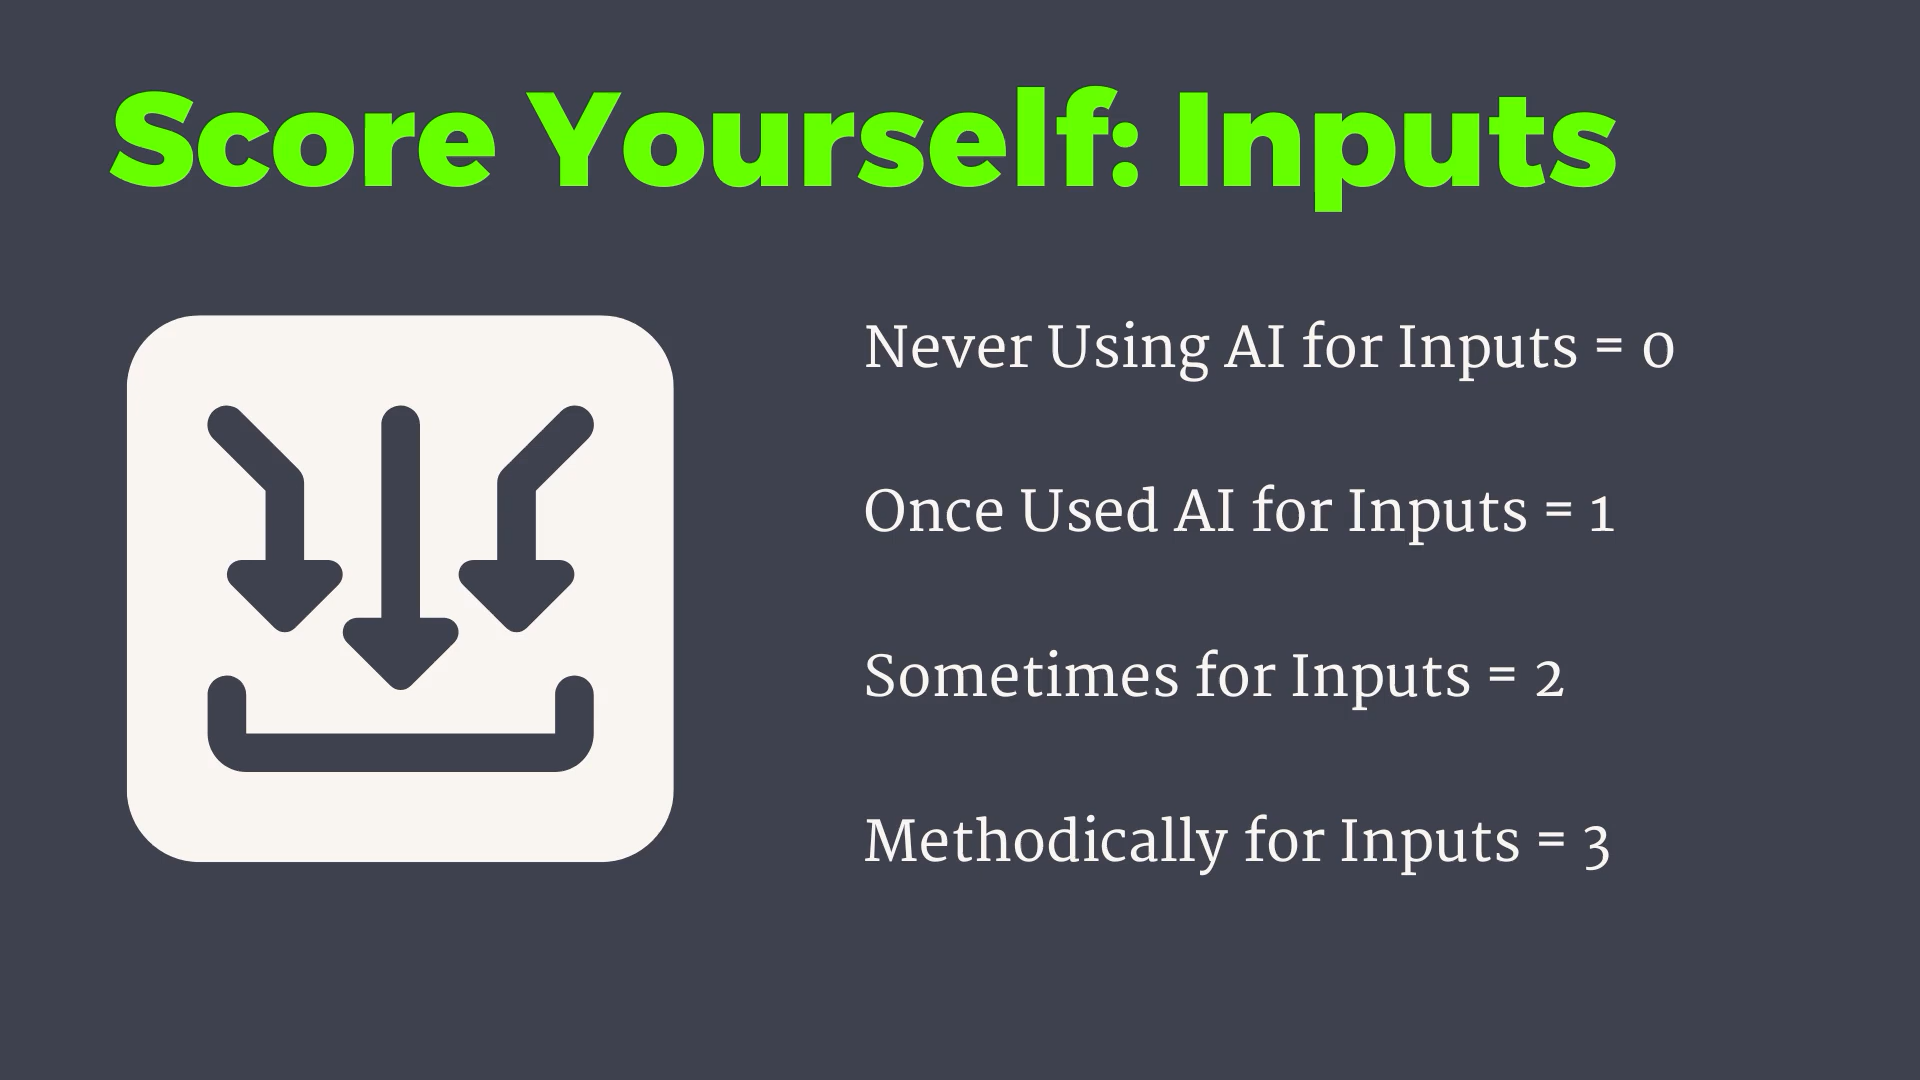 Score Yourself: Inputs
Never Using AI for Inputs = 0
Once Used AI for Inputs = 1
Sometimes for Inputs = 2
Methodically for Inputs = 3